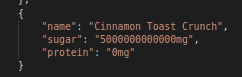 },
{
"name": "Cinnamon Toast Crunch",
"sugar": "5000000000000mg",
"protein": "0mg"
}